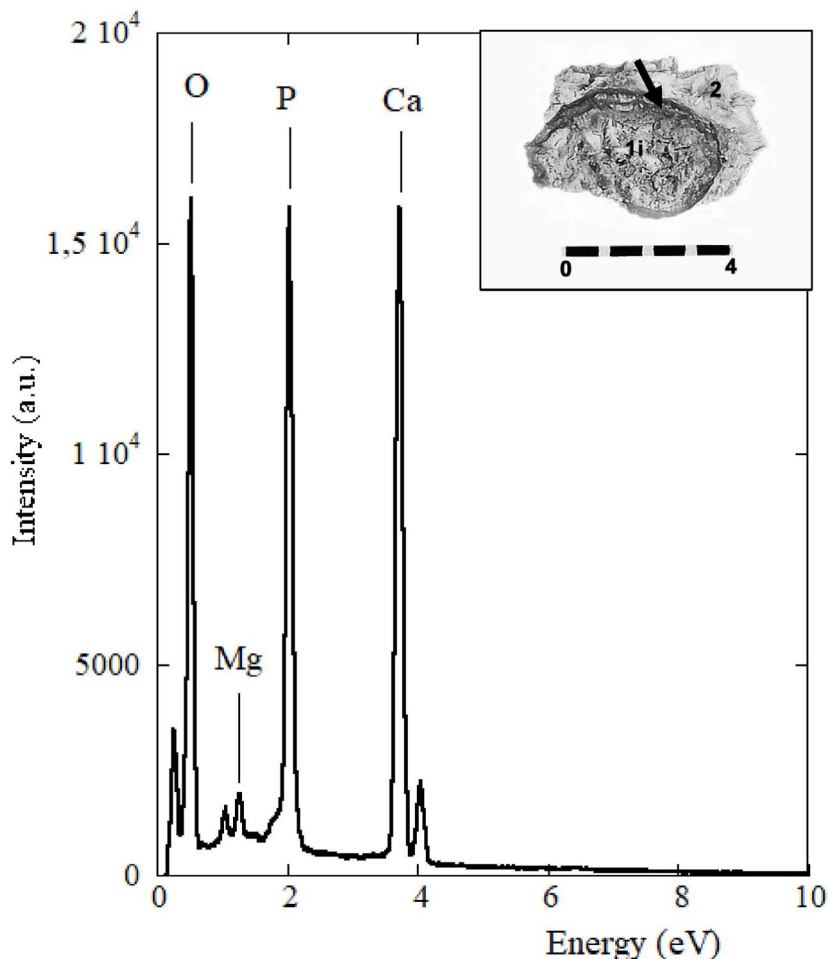 2 10⁴
O
P
Ca
2
1i
0 4
1,5 10⁴
Intensity (a.u.)
1 10⁴
5000
Mg
0
0 2 4 6 8 10
Energy (eV)